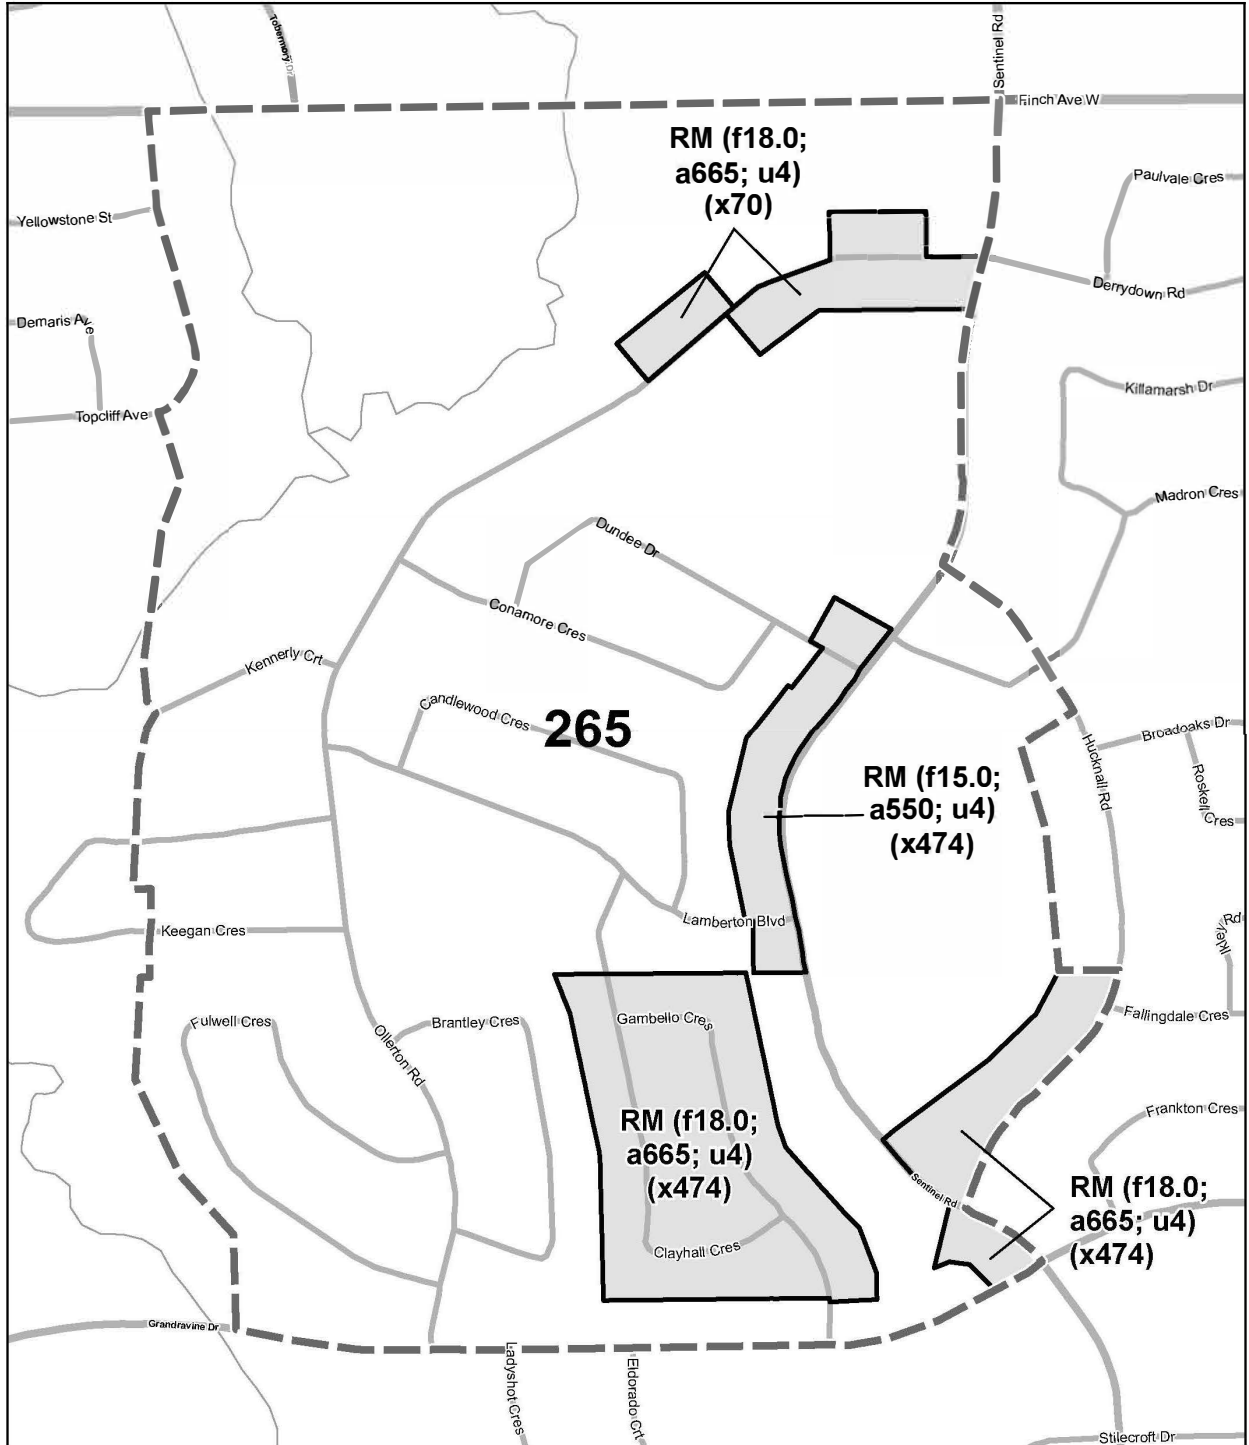 Tobermory Dr
Sentinel Rd
Finch Ave W
RM (f18.0;
a665; u4)
(x70)
Paulvale Cres
Yellowstone St
Derrydown Rd
Demaris Ave
Killamarsh Dr
Topcliff Ave
Madron Cres
Dundee Dr
Conamore Cres
Kennerly Crt
Candlewood Cres
265
Broadoaks Dr
Hucknall Rd
Roskell Cres
RM (f15.0;
a550; u4)
(x474)
Lamberton Blvd
Keegan Cres
Ilkley Rd
Fulwell Cres
Brantley Cres
Gambello Cres
Fallingdale Cres
Ollerton Rd
RM (f18.0;
a665; u4)
(x474)
Frankton Cres
Sentinel Rd
RM (f18.0;
a665; u4)
(x474)
Clayhall Cres
Grandravine Dr
Ladyshot Cres
Eldorado Crt
Stilecroft Dr